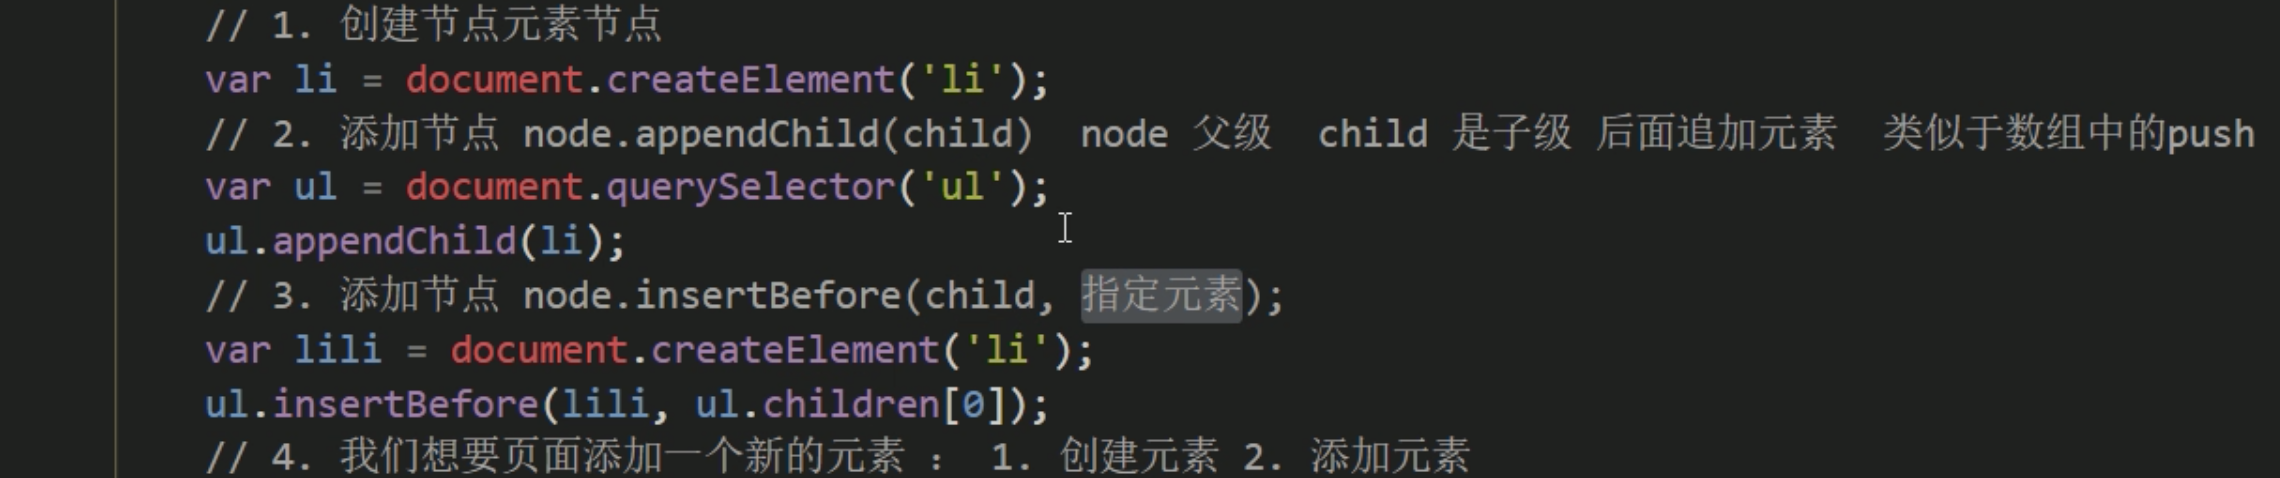 // 1. 创建节点元素节点
var li = document.createElement('li');
// 2. 添加节点 node.appendChild(child)  node 父级  child 是子级 后面追加元素  类似于数组中的push
var ul = document.querySelector('ul');
ul.appendChild(li);
// 3. 添加节点 node.insertBefore(child, 指定元素);
var lili = document.createElement('li');
ul.insertBefore(lili, ul.children[0]);
// 4. 我们想要页面添加一个新的元素 ： 1. 创建元素 2. 添加元素